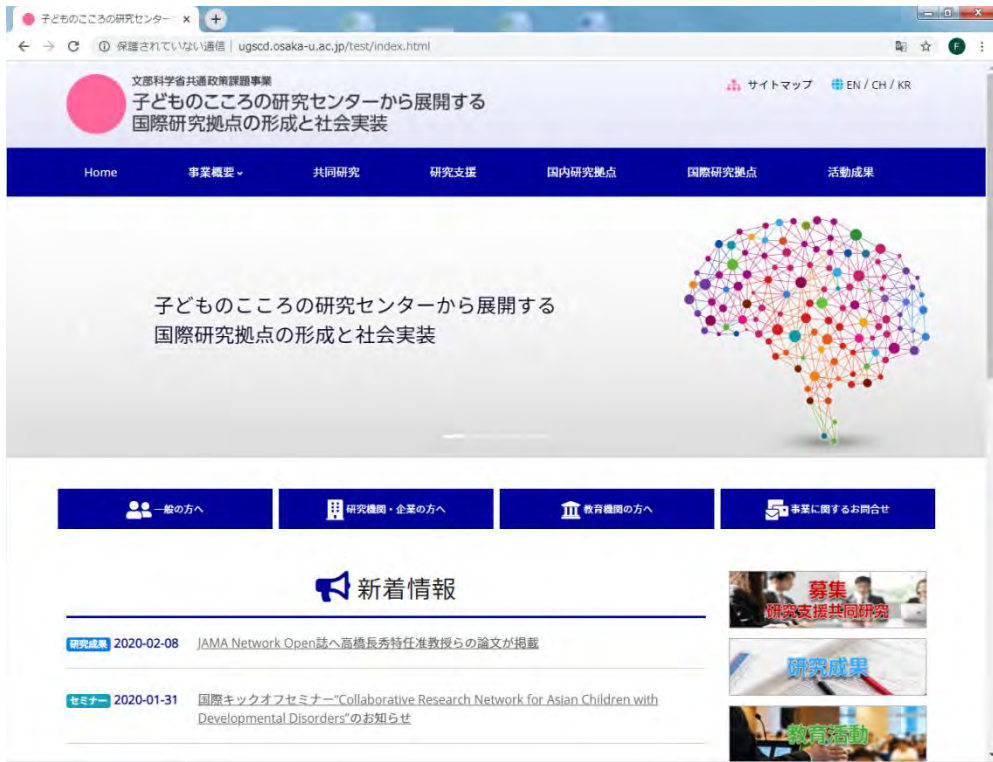 子どものこころの研究センター
保護されていない通信 | ugscd.osaka-u.ac.jp/test/index.html
F
文部科学省共通政策課題事業
子どものこころの研究センターから展開する
国際研究拠点の形成と社会実装
サイトマップ EN / CH / KR
Home 事業概要 共同研究 研究支援 国内研究拠点 国際研究拠点 活動成果
子どものこころの研究センターから展開する
国際研究拠点の形成と社会実装
一般の方へ 研究機関・企業の方へ 教育機関の方へ 事業に関するお問合せ
新着情報
研究成果 2020-02-08 JAMA Network Open誌へ高橋長秀特任准教授らの論文が掲載
セミナー 2020-01-31 国際キックオフセミナー“Collaborative Research Network for Asian Children with
Developmental Disorders”のお知らせ
募集
研究支援共同研究
研究成果
教育活動